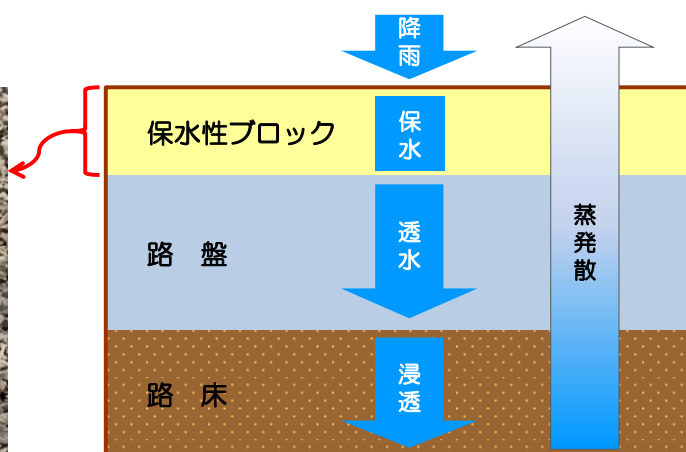 降雨
保水性ブロック
保水
路　盤
透水
蒸発散
路　床
浸透